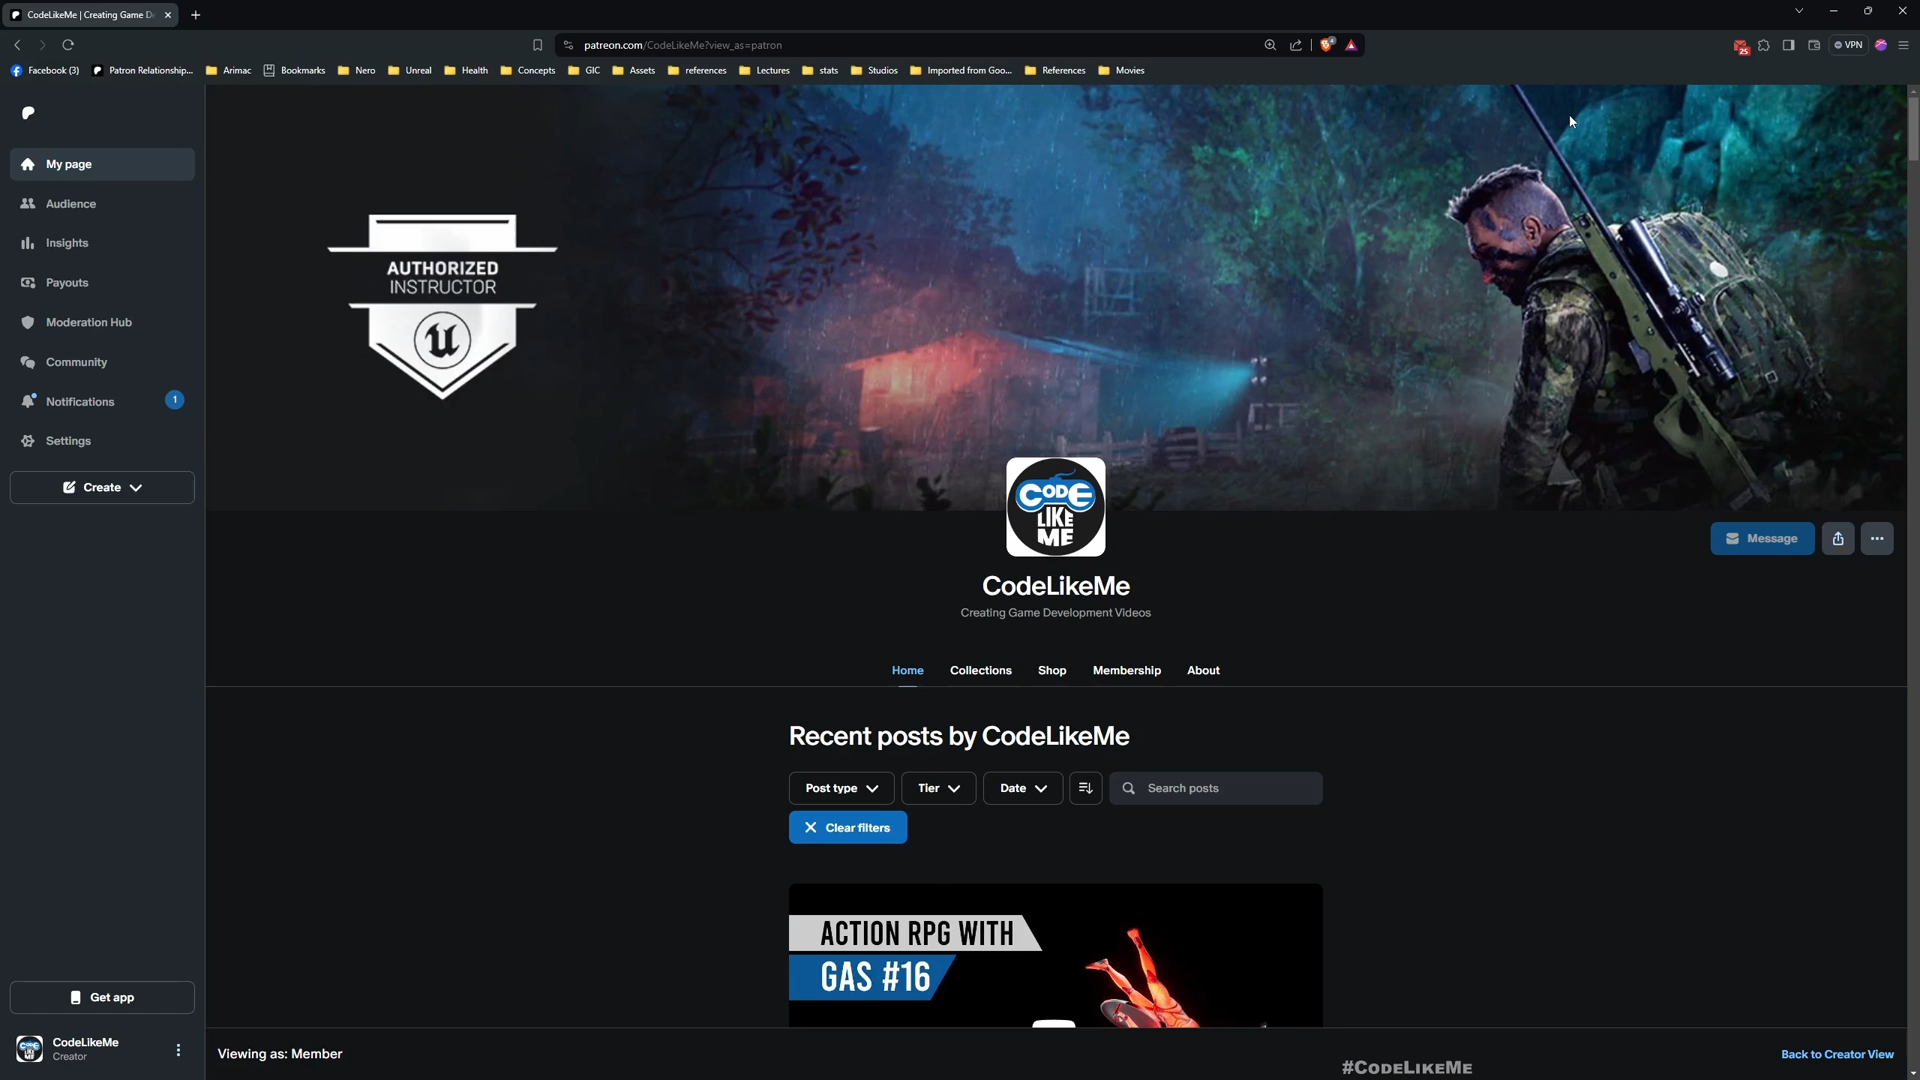 CodeLikeMe | Creating Game D
patreon.com/CodeLikeMe?view_as=patron
25
VPN
Facebook (3)
Patron Relationship...
Arimac
Bookmarks
Nero
Unreal
Health
Concepts
GIC
Assets
references
Lectures
stats
Studios
Imported from Goo...
References
Movies
My page
Audience
Insights
Payouts
Moderation Hub
Community
Notifications
1
Settings
Create
AUTHORIZED
INSTRUCTOR
CODE
LIKE
ME
Message
CodeLikeMe
Creating Game Development Videos
Home
Collections
Shop
Membership
About
Recent posts by CodeLikeMe
Post type
Tier
Date
Search posts
Clear filters
ACTION RPG WITH
GAS #16
Get app
CodeLikeMe
Creator
Viewing as: Member
#CodeLikeMe
Back to Creator View